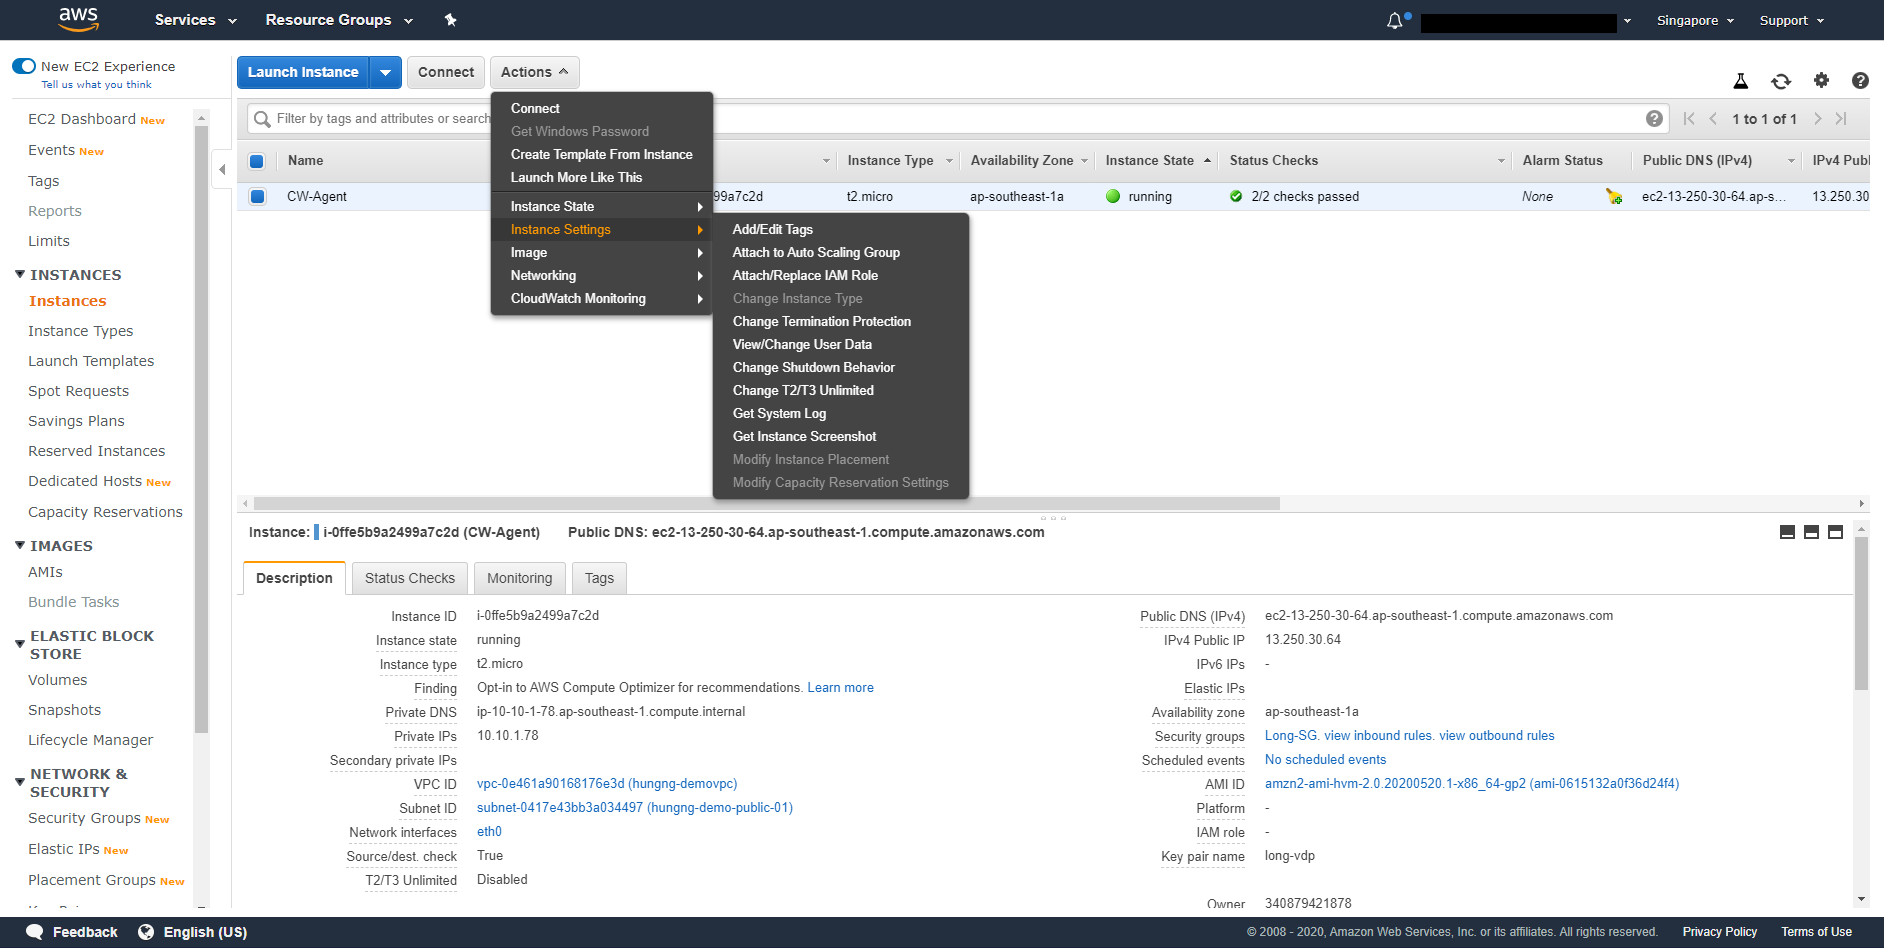 aws Services Resource Groups Singapore Support
New EC2 Experience
Tell us what you think
Launch Instance Connect Actions
EC2 Dashboard New
Events New
Tags
Reports
Limits
INSTANCES
Instances
Instance Types
Launch Templates
Spot Requests
Savings Plans
Reserved Instances
Dedicated Hosts New
Capacity Reservations
IMAGES
AMIs
Bundle Tasks
ELASTIC BLOCK
STORE
Volumes
Snapshots
Lifecycle Manager
NETWORK &
SECURITY
Security Groups New
Elastic IPs New
Placement Groups New
Filter by tags and attributes or search
1 to 1 of 1
Name Instance Type Availability Zone Instance State Status Checks Alarm Status Public DNS (IPv4) IPv4 Publ
CW-Agent 99a7c2d t2.micro ap-southeast-1a running 2/2 checks passed None ec2-13-250-30-64.ap-s... 13.250.30
Connect
Get Windows Password
Create Template From Instance
Launch More Like This
Instance State
Instance Settings
Image
Networking
CloudWatch Monitoring
Add/Edit Tags
Attach to Auto Scaling Group
Attach/Replace IAM Role
Change Instance Type
Change Termination Protection
View/Change User Data
Change Shutdown Behavior
Change T2/T3 Unlimited
Get System Log
Get Instance Screenshot
Modify Instance Placement
Modify Capacity Reservation Settings
Instance: i-0ffe5b9a2499a7c2d (CW-Agent) Public DNS: ec2-13-250-30-64.ap-southeast-1.compute.amazonaws.com
Description Status Checks Monitoring Tags
Instance ID i-0ffe5b9a2499a7c2d
Instance state running
Instance type t2.micro
Finding Opt-in to AWS Compute Optimizer for recommendations. Learn more
Private DNS ip-10-10-1-78.ap-southeast-1.compute.internal
Private IPs 10.10.1.78
Secondary private IPs
VPC ID vpc-0e461a90168176e3d (hungng-demovpc)
Subnet ID subnet-0417e43bb3a034497 (hungng-demo-public-01)
Network interfaces eth0
Source/dest. check True
T2/T3 Unlimited Disabled
Public DNS (IPv4) ec2-13-250-30-64.ap-southeast-1.compute.amazonaws.com
IPv4 Public IP 13.250.30.64
IPv6 IPs -
Elastic IPs
Availability zone ap-southeast-1a
Security groups Long-SG. view inbound rules. view outbound rules
Scheduled events No scheduled events
AMI ID amzn2-ami-hvm-2.0.20200520.1-x86_64-gp2 (ami-0615132a0f36d24f4)
Platform -
IAM role -
Key pair name long-vdp
Owner 340879421878
Feedback English (US) © 2008 - 2020, Amazon Web Services, Inc. or its affiliates. All rights reserved. Privacy Policy Terms of Use